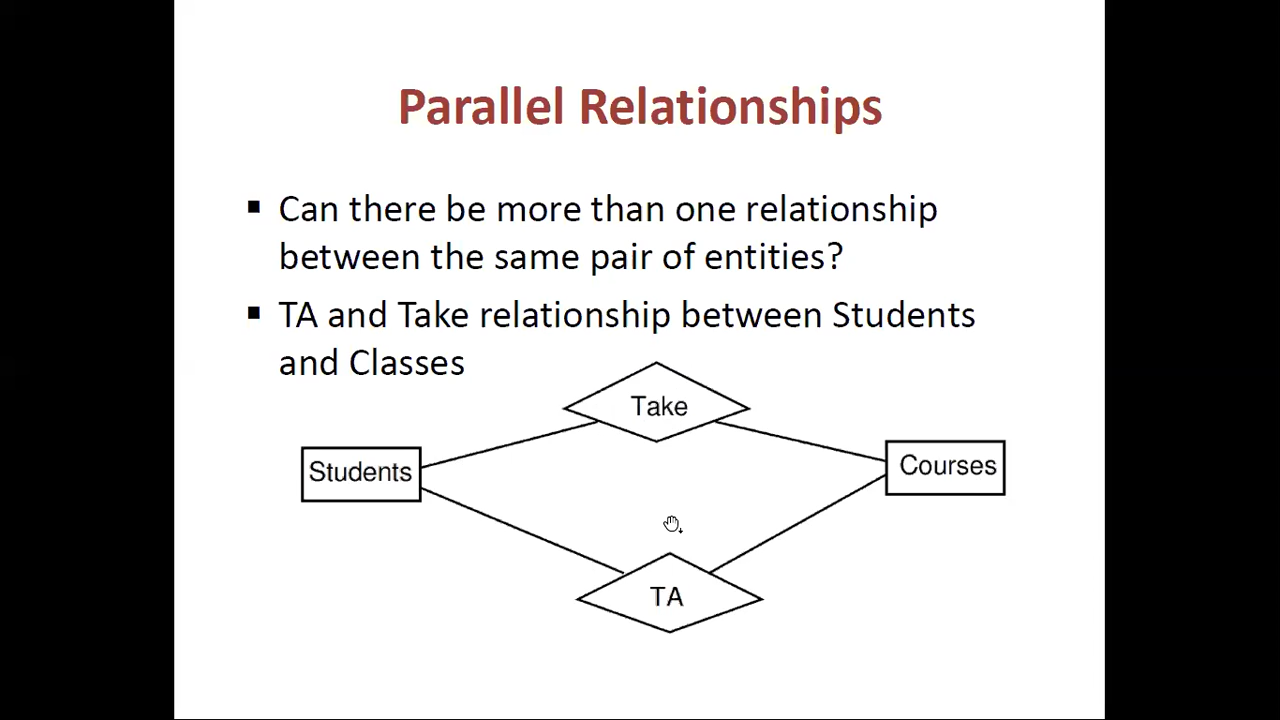 Parallel Relationships
▪ Can there be more than one relationship
between the same pair of entities?
▪ TA and Take relationship between Students
and Classes
Take
Students
Courses
TA